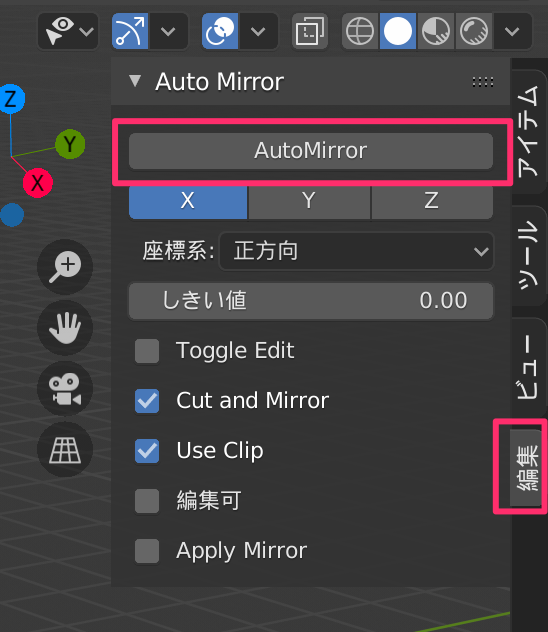 Auto Mirror
AutoMirror
X Y Z
座標系: 正方向
しきい値 0.00
Toggle Edit
Cut and Mirror
Use Clip
編集可
Apply Mirror
Z
Y
X
アイテム
ツール
ビュー
編集